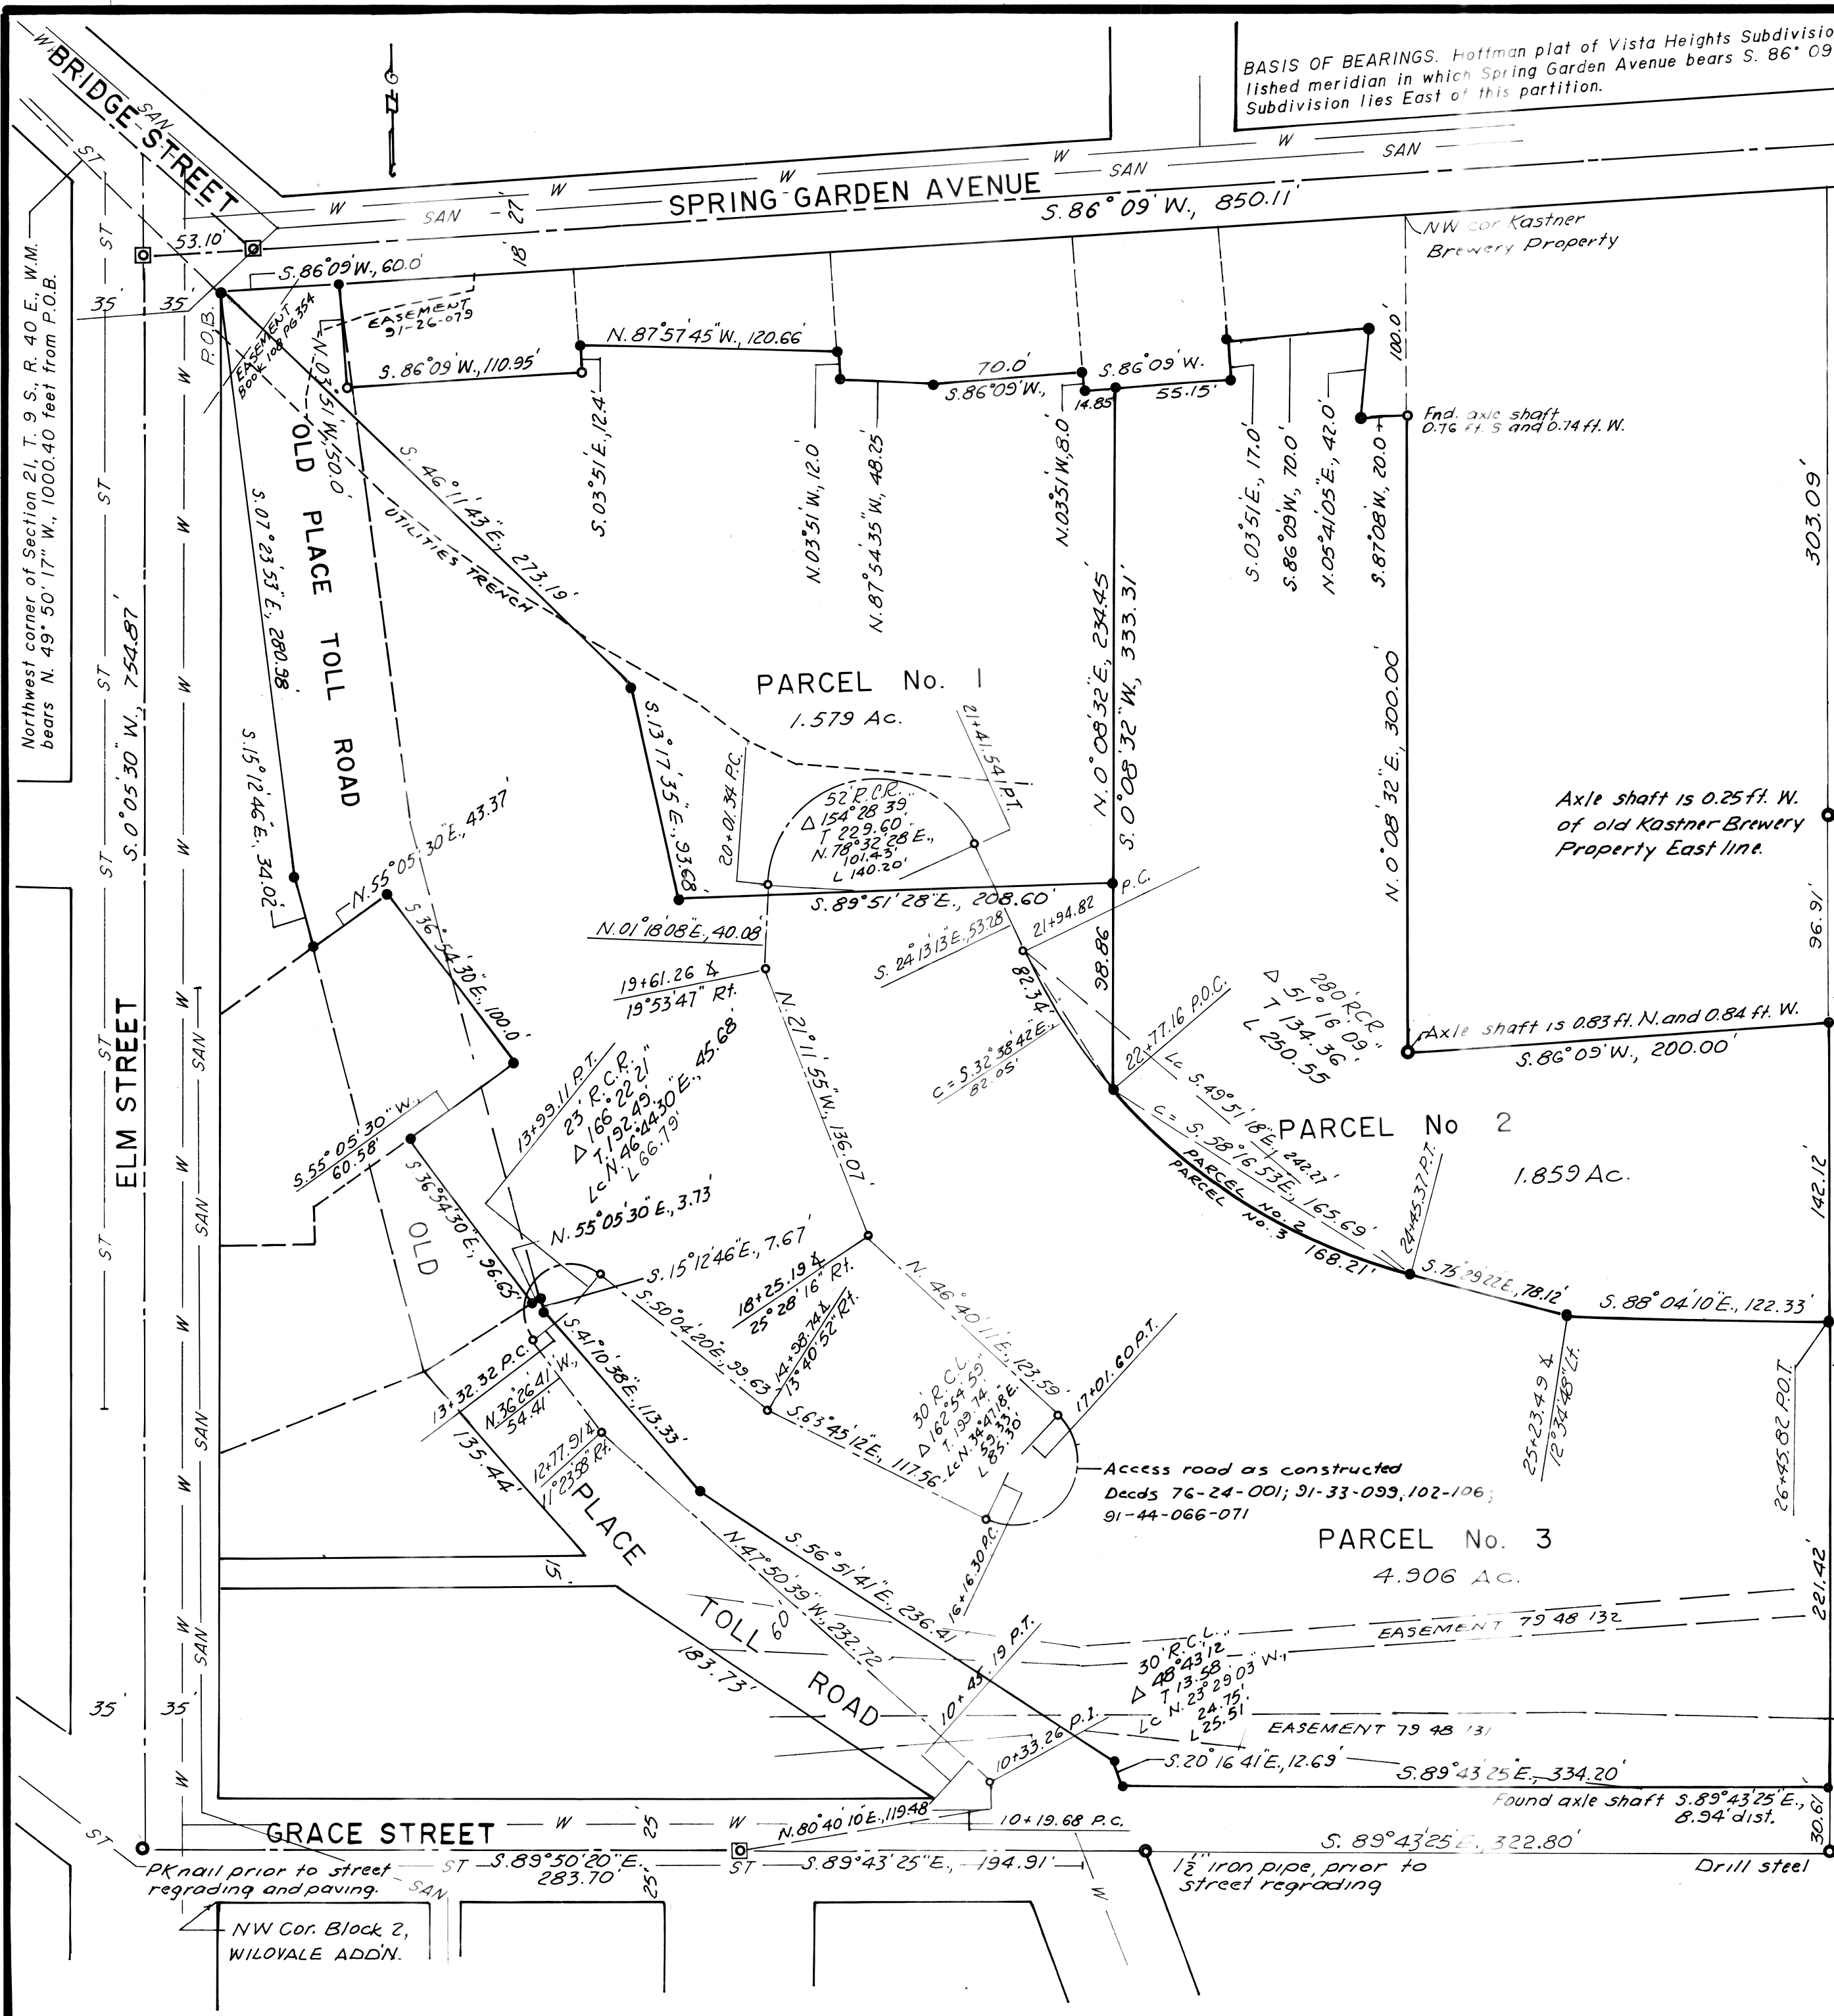 BASIS OF BEARINGS. Hoffman plat of Vista Heights Subdivisio
lished meridian in which Spring Garden Avenue bears S. 86° 09
Subdivision lies East of this partition.
BRIDGE STREET
W
SAN
ST
SPRING GARDEN AVENUE
S. 86° 09' W., 850.11'
W
SAN
27'
18'
53.10'
35'
35'
Northwest corner of Section 21, T. 9 S., R. 40 E., W.M.
bears N. 49° 50' 17" W., 1000.40 feet from P.O.B.
P.O.B.
S. 86° 09' W., 60.0'
EASEMENT
BOOK 108 PG 354
EASEMENT
91-26-079
N. 03° 51' W., 50.0'
S. 86° 09' W., 110.95'
N. 87° 57' 45" W., 120.66'
S. 03° 51' E., 12.4'
N. 03° 51' W., 12.0'
N. 87° 54' 35" W., 48.25'
70.0'
S. 86° 09' W.,
N. 03° 51' W., 8.0'
14.85'
S. 86° 09' W.
55.15'
S. 03° 51' E., 17.0'
S. 86° 09' W., 70.0'
N. 05° 41' 05" E., 42.0'
S. 87° 08' W., 20.0'
100.0'
NW cor Kastner
Brewery Property
Fnd. axle shaft
0.76 ft. S and 0.74 ft. W.
303.09'
OLD PLACE TOLL ROAD
S. 46° 11' 43" E., 273.19'
UTILITIES TRENCH
S. 07° 23' 53" E., 280.98'
S. 0° 05' 30" W., 754.87'
ELM STREET
PARCEL No. 1
1.579 Ac.
N. 0° 08' 32" E., 234.45'
S. 0° 08' 32" W., 333.31'
N. 0° 08' 32" E., 300.00'
S. 13° 17' 35" E., 93.68'
20+01.34 P.C.
52' R.C.R.
Δ 154° 28' 39"
T 229.60'
N. 78° 32' 28" E.,
101.43'
L 140.20'
21+41.54 P.T.
Axle shaft is 0.25 ft. W.
of old Kastner Brewery
Property East line.
96.91'
S. 15° 12' 46" E., 34.02'
N. 55° 05' 30" E., 43.37'
S. 36° 54' 30" E., 100.0'
S. 89° 51' 28" E., 208.60'
P.C.
N. 01° 18' 08" E., 40.08'
S. 24° 13' 13" E., 53.28'
21+94.82
98.86
82.34'
19+61.26 ∡
19° 53' 47" Rt.
N. 21° 11' 55" W., 136.07'
C = S. 32° 38' 42" E.,
82.05'
22+77.16 P.O.C.
280' RCR
Δ 51° 16' 09"
T 134.36'
L 250.55
Axle shaft is 0.83 ft. N. and 0.84 ft. W.
S. 86° 09' W., 200.00'
Lc S. 49° 51' 18" E., 242.27'
C = S. 58° 16' 53" E., 165.69'
PARCEL No. 2
PARCEL No. 3
168.21'
PARCEL No 2
1.859 Ac.
142.12'
24+45.37 P.T.
S. 75° 29' 22" E., 78.12'
S. 88° 04' 10" E., 122.33'
25+23.49 ∡
12° 34' 48" Lt.
26+45.82 P.O.T.
S. 55° 05' 30" W.,
60.58'
S. 36° 54' 30" E., 96.65'
13+99.11 P.T.
23' R.C.R.
Δ 166° 22' 21"
T. 192.49'
Lc N. 46° 44' 30" E., 45.68'
L 66.79'
N. 55° 05' 30" E., 3.73'
S. 15° 12' 46" E., 7.67'
S. 50° 04' 20" E., 99.63'
18+25.19 ∡
25° 28' 16" Rt.
14+98.74 ∡
13° 40' 52" Rt.
N. 46° 40' 11" E., 123.59'
S. 63° 45' 12" E., 117.56'
30' R.C.L.
Δ 162° 54' 59"
T. 199.74'
Lc N. 34° 47' 18" E.
59.33'
L 85.30'
17+01.60 P.T.
16+16.30 P.C.
Access road as constructed
Deeds 76-24-001; 91-33-099, 102-106;
91-44-066-071
OLD
13+32.32 P.C.
N. 36° 26' 41" W.,
54.41'
12+77.91 ∡
11° 23' 58" Rt.
135.44'
S. 41° 10' 38" E., 113.33'
PLACE
N. 47° 50' 39" W., 232.72'
S. 56° 51' 41" E., 236.41'
PARCEL No. 3
4.906 Ac.
221.42'
EASEMENT 79 48 132
15'
TOLL
60'
183.73'
ROAD
10+45.19 P.T.
30' R.C.L.
Δ 48° 43' 12"
T 13.58
Lc N. 23° 29' 03" W.,
24.75'
L 25.51
10+33.26 P.I.
EASEMENT 79 48 131
35'
35'
S. 20° 16' 41" E., 12.69'
S. 89° 43' 25" E., 334.20'
Found axle shaft S. 89° 43' 25" E.,
8.94' dist.
30.61'
GRACE STREET
25'
25'
N. 80° 40' 10" E., 119.48'
10+19.68 P.C.
S. 89° 50' 20" E.
283.70'
S. 89° 43' 25" E., 194.91'
S. 89° 43' 25" E., 322.80'
PK nail prior to street
regrading and paving.
1½" iron pipe, prior to
street regrading
Drill steel
NW Cor. Block 2,
WILOVALE ADD'N.